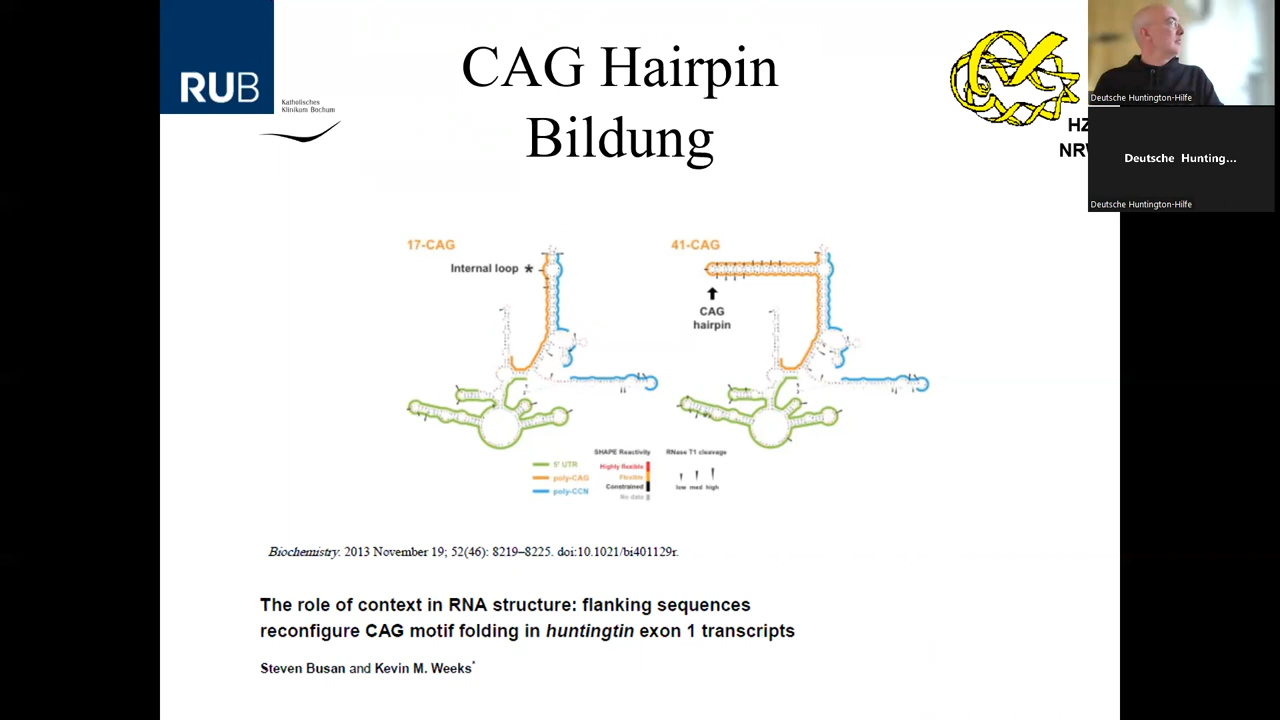 RUB
Katholisches
Klinikum Bochum
CAG Hairpin
Bildung
HZ
NRW
Deutsche Huntington-Hilfe
Deutsche Hunting...
Deutsche Huntington-Hilfe
17-CAG
Internal loop *
41-CAG
CAG
hairpin
5' UTR
poly-CAG
poly-CCN
SHAPE Reactivity
Highly flexible
Flexible
Constrained
No data
RNase T1 cleavage
low med high
Biochemistry. 2013 November 19; 52(46): 8219–8225. doi:10.1021/bi401129r.
The role of context in RNA structure: flanking sequences
reconfigure CAG motif folding in huntingtin exon 1 transcripts
Steven Busan and Kevin M. Weeks*